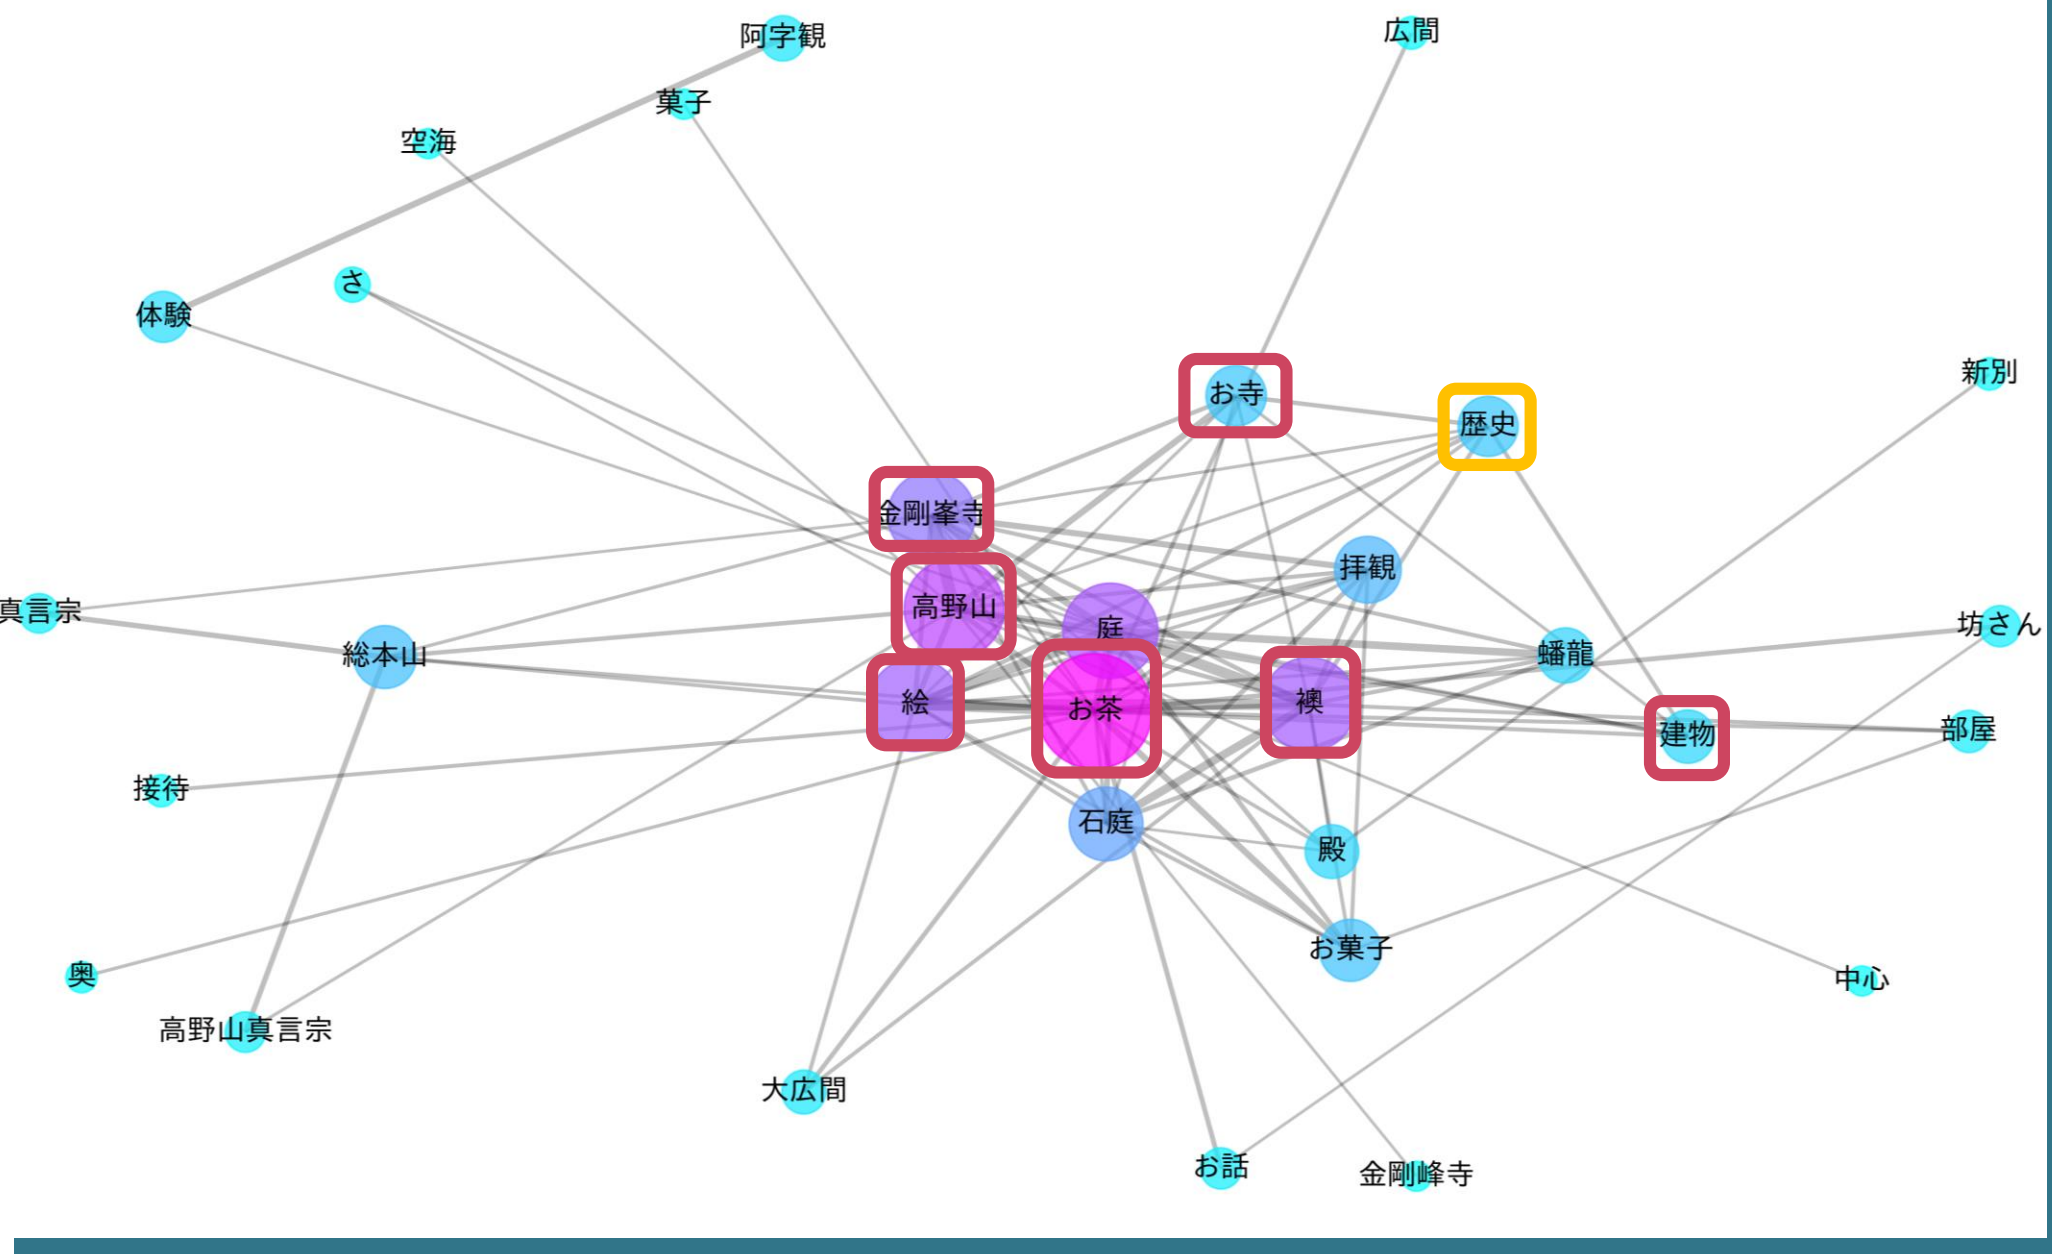 阿字観
広間
菓子
空海
さ
体験
お寺
新別
歴史
金剛峯寺
拝観
高野山
真言宗
坊さん
庭
総本山
蟠龍
絵
お茶
襖
部屋
建物
接待
石庭
殿
お菓子
奥
中心
高野山真言宗
大広間
お話
金剛峰寺